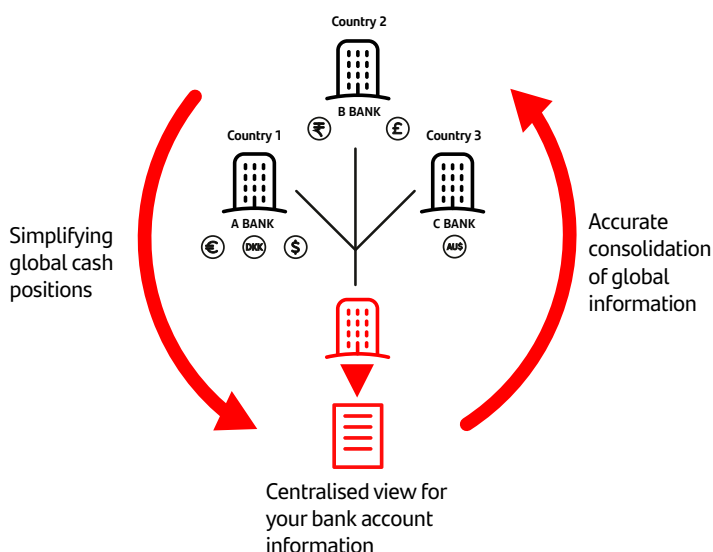 Country 2
B BANK
₹ £
Country 1
Country 3
A BANK
C BANK
€ DKK $
AU$
Simplifying
global cash
positions
Accurate
consolidation
of global
information
Centralised view for
your bank account
information